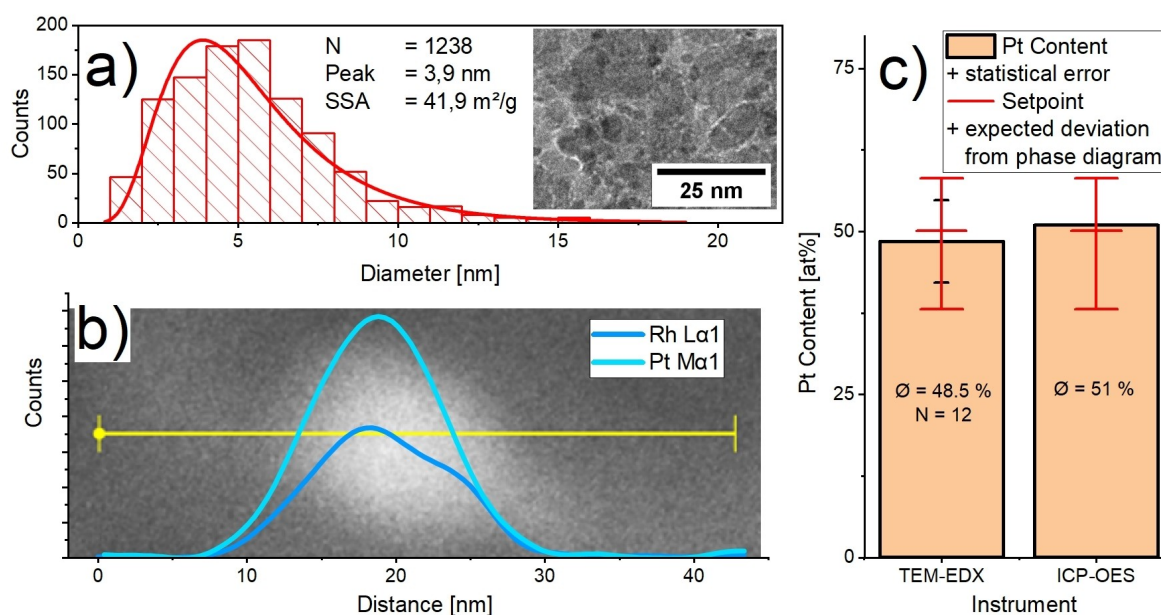 a)
N = 1238
Peak = 3,9 nm
SSA = 41,9 m²/g
25 nm
200
150
100
50
0
Counts
0 5 10 15 20
Diameter [nm]
b)
Rh Lα1
Pt Mα1
Counts
0 10 20 30 40
Distance [nm]
c)
Pt Content
statistical error
Setpoint
expected deviation
from phase diagram
75
50
25
0
Pt Content [at%]
Ø = 48.5 %
N = 12
Ø = 51 %
TEM-EDX ICP-OES
Instrument